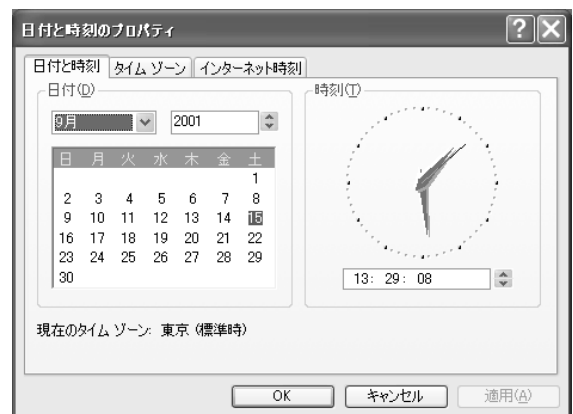 日付と時刻のプロパティ
日付と時刻 タイム ゾーン インターネット時刻
日付(D) 時刻(T)
9月 2001
日 月 火 水 木 金 土
1
2 3 4 5 6 7 8
9 10 11 12 13 14 15
16 17 18 19 20 21 22
23 24 25 26 27 28 29
30
13: 29: 08
現在のタイム ゾーン: 東京 (標準時)
OK キャンセル 適用(A)